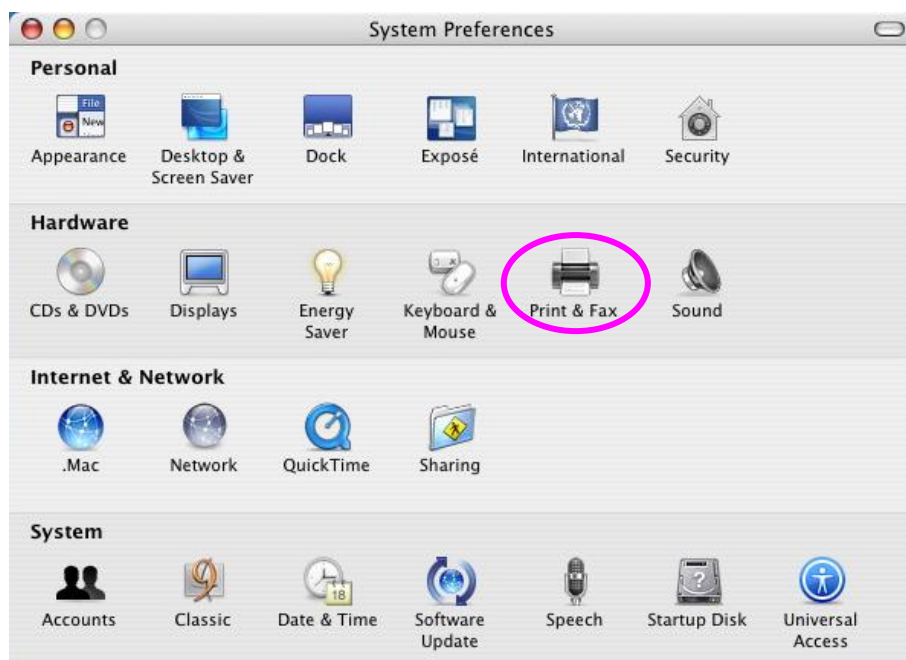 System Preferences
Personal
File
New
Appearance Desktop & Dock Exposé International Security
Screen Saver
Hardware
CDs & DVDs Displays Energy Keyboard & Print & Fax Sound
Saver Mouse
Internet & Network
.Mac Network QuickTime Sharing
System
18
?
Accounts Classic Date & Time Software Speech Startup Disk Universal
Update Access